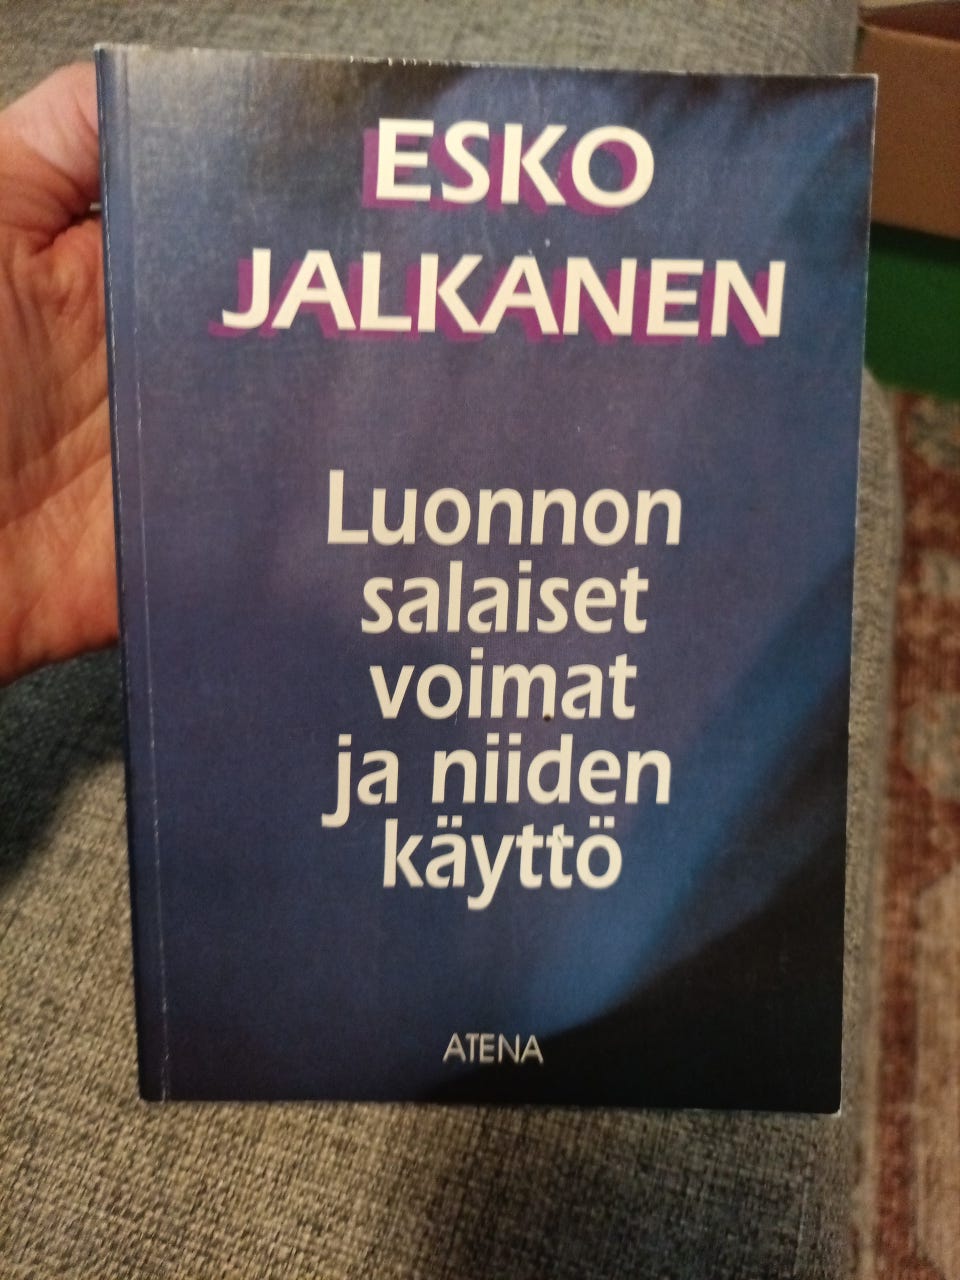 ESKO
JALKANEN
Luonnon
salaiset
voimat
ja niiden
käyttö
ATENA